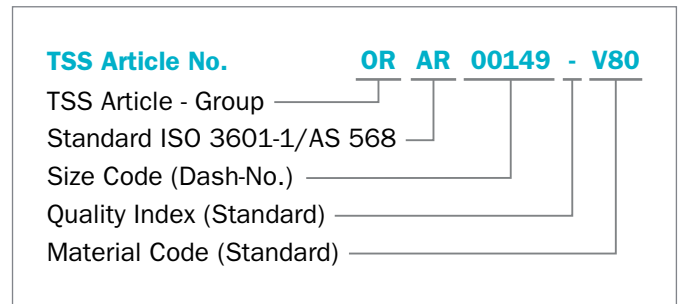 TSS Article No. OR AR 00149 - V80
TSS Article - Group
Standard ISO 3601-1/AS 568
Size Code (Dash-No.)
Quality Index (Standard)
Material Code (Standard)